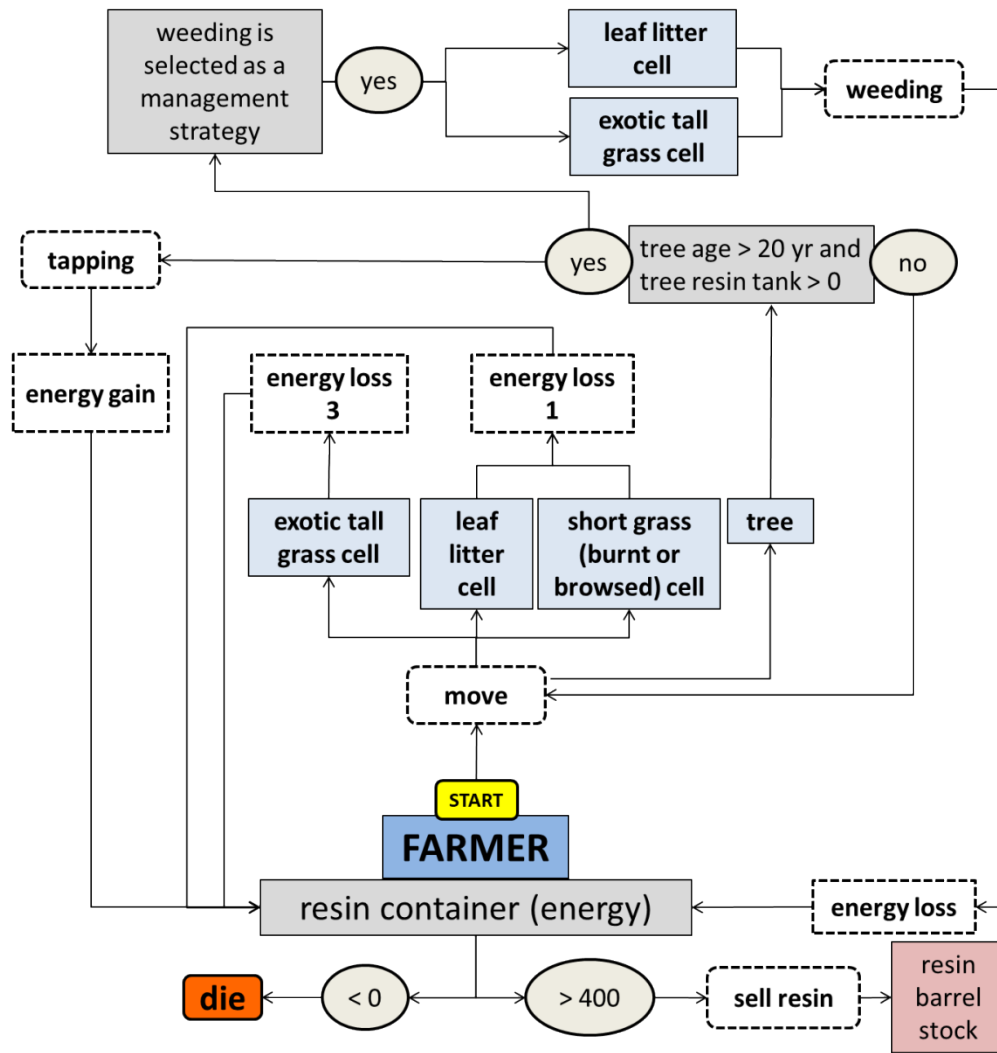 weeding is
selected as a
management
strategy
yes
leaf litter
cell
exotic tall
grass cell
weeding
tapping
yes
tree age > 20 yr and
tree resin tank > 0
no
energy gain
energy loss
3
energy loss
1
exotic tall
grass cell
leaf
litter
cell
short grass
(burnt or
browsed) cell
tree
move
START
FARMER
resin container (energy)
energy loss
die
< 0
> 400
sell resin
resin
barrel
stock